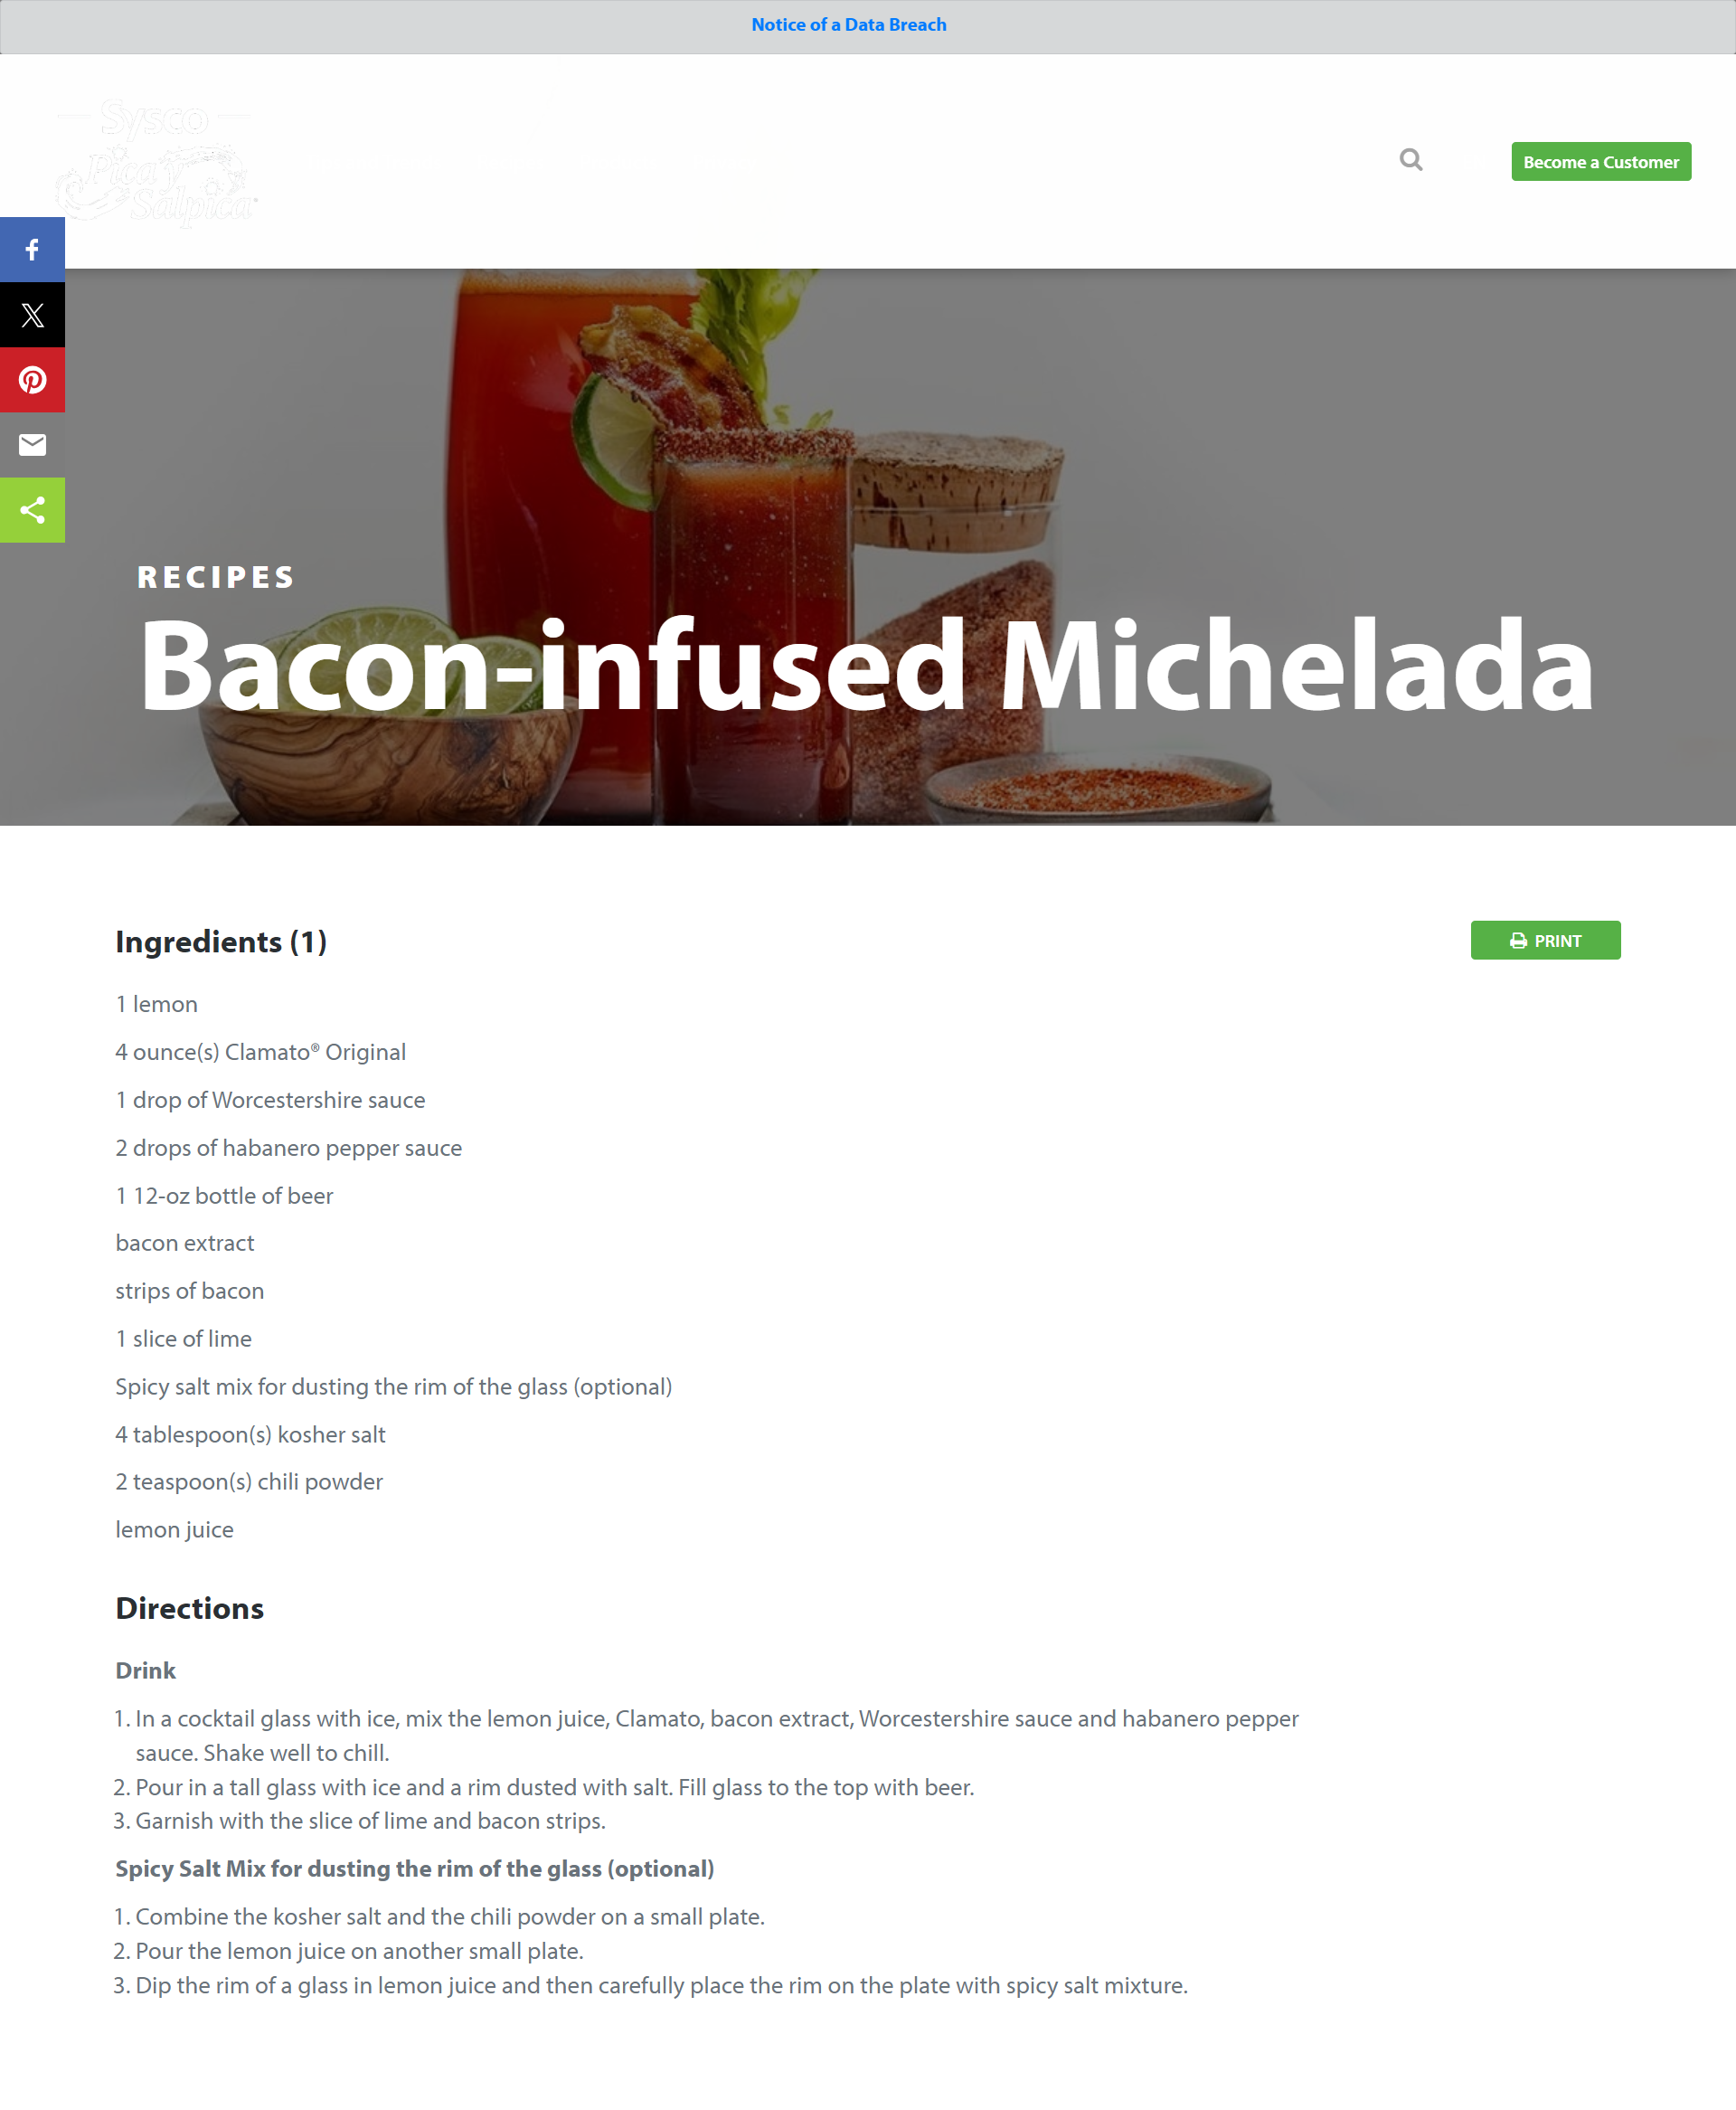 Notice of a Data Breach
Sysco
Pica y
Salpica
Become a Customer
RECIPES
Bacon-infused Michelada
Ingredients (1)
PRINT
1 lemon
4 ounce(s) Clamato® Original
1 drop of Worcestershire sauce
2 drops of habanero pepper sauce
1 12-oz bottle of beer
bacon extract
strips of bacon
1 slice of lime
Spicy salt mix for dusting the rim of the glass (optional)
4 tablespoon(s) kosher salt
2 teaspoon(s) chili powder
lemon juice
Directions
Drink
1. In a cocktail glass with ice, mix the lemon juice, Clamato, bacon extract, Worcestershire sauce and habanero pepper
sauce. Shake well to chill.
2. Pour in a tall glass with ice and a rim dusted with salt. Fill glass to the top with beer.
3. Garnish with the slice of lime and bacon strips.
Spicy Salt Mix for dusting the rim of the glass (optional)
1. Combine the kosher salt and the chili powder on a small plate.
2. Pour the lemon juice on another small plate.
3. Dip the rim of a glass in lemon juice and then carefully place the rim on the plate with spicy salt mixture.